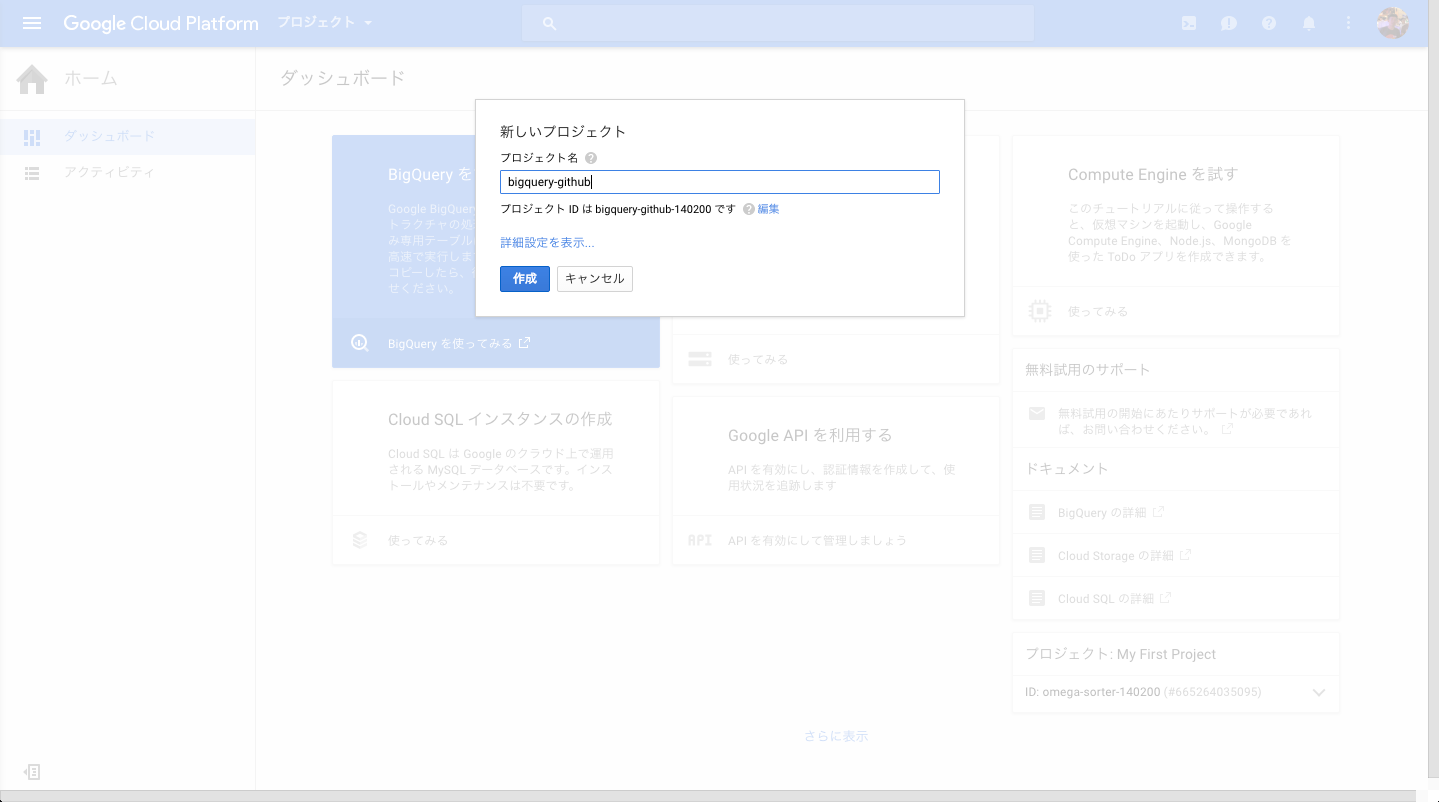 Google Cloud Platform
プロジェクト
ホーム
ダッシュボード
ダッシュボード
アクティビティ
新しいプロジェクト
プロジェクト名
bigquery-github
プロジェクト ID は bigquery-github-140200 です 編集
詳細設定を表示...
作成
キャンセル
BigQuery を
Google BigQuery
トラクチャの処
み専用テーブル
高速で実行しま
コピーしたら、
せください。
BigQuery を使ってみる
使ってみる
Compute Engine を試す
このチュートリアルに従って操作する
と、仮想マシンを起動し、Google
Compute Engine、Node.js、MongoDB を
使った ToDo アプリを作成できます。
使ってみる
Cloud SQL インスタンスの作成
Cloud SQL は Google のクラウド上で運用
される MySQL データベースです。インス
トールやメンテナンスは不要です。
使ってみる
Google API を利用する
API を有効にし、認証情報を作成して、使
用状況を追跡します
API
API を有効にして管理しましょう
無料試用のサポート
無料試用の開始にあたりサポートが必要であれ
ば、お問い合わせください。
ドキュメント
BigQuery の詳細
Cloud Storage の詳細
Cloud SQL の詳細
プロジェクト: My First Project
ID: omega-sorter-140200 (#665264035095)
さらに表示